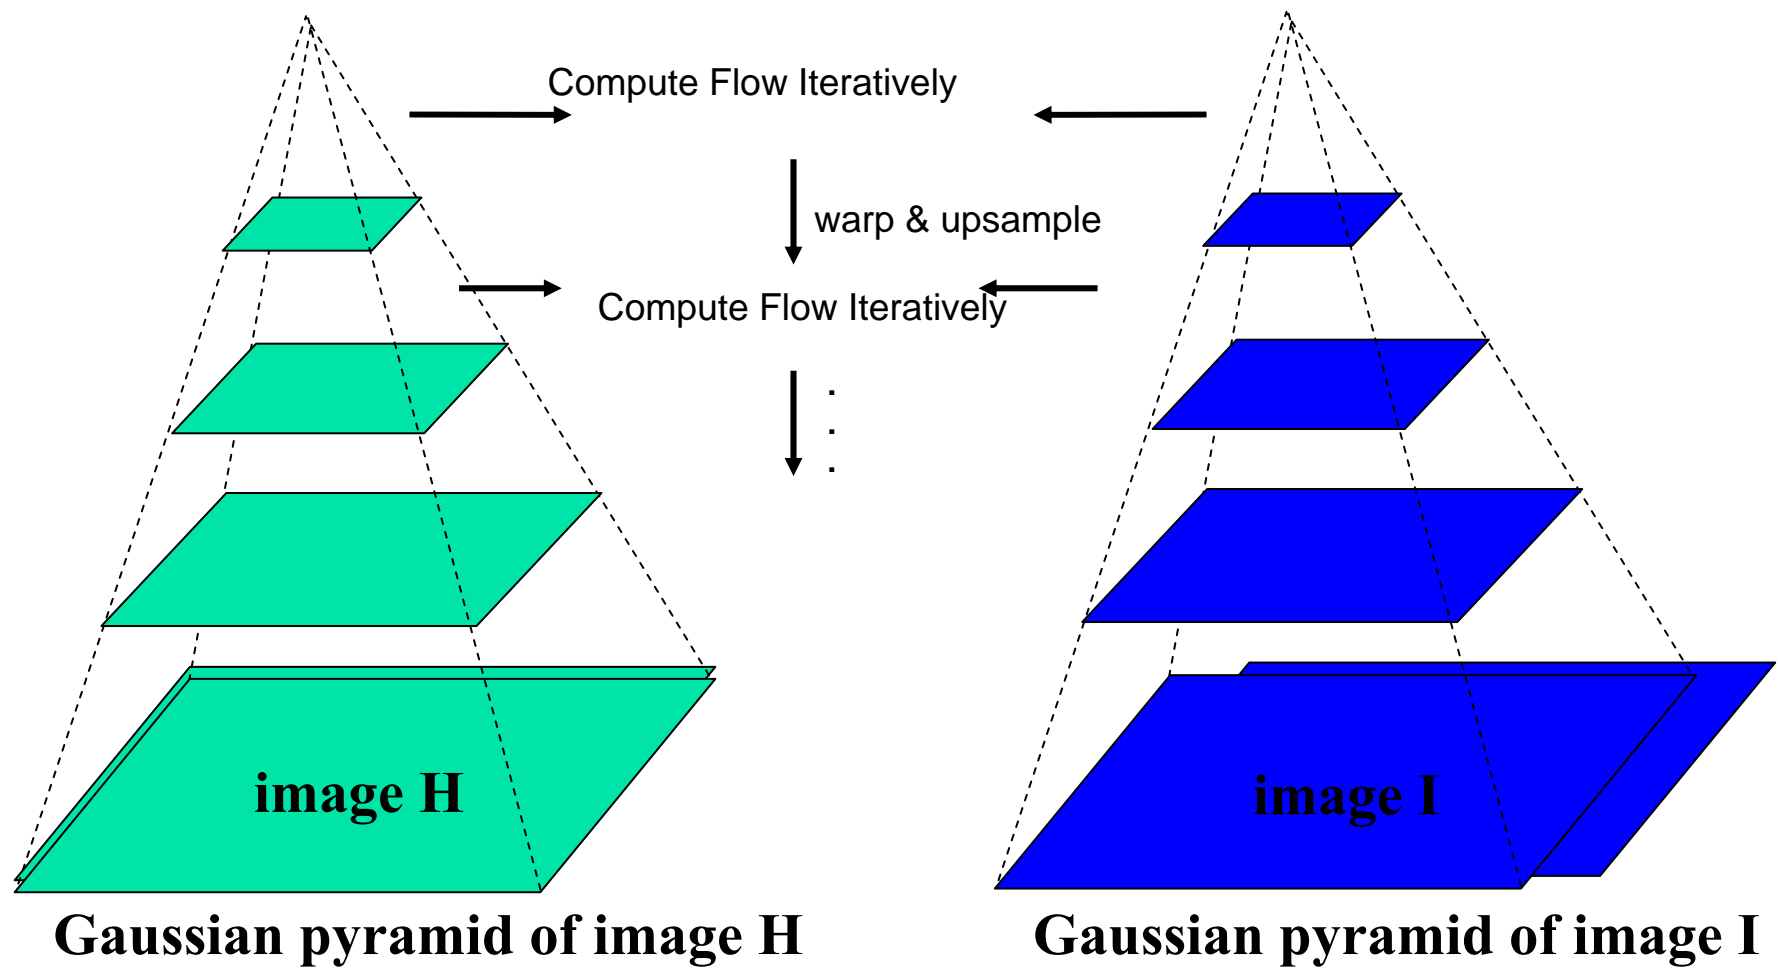 Compute Flow Iteratively
warp & upsample
Compute Flow Iteratively
.
.
.
image H
image I
Gaussian pyramid of image H
Gaussian pyramid of image I